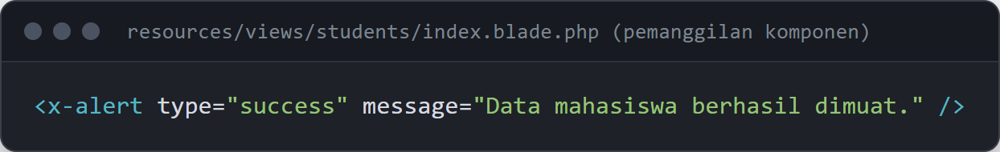 resources/views/students/index.blade.php (pemanggilan komponen)
<x-alert type="success" message="Data mahasiswa berhasil dimuat." />